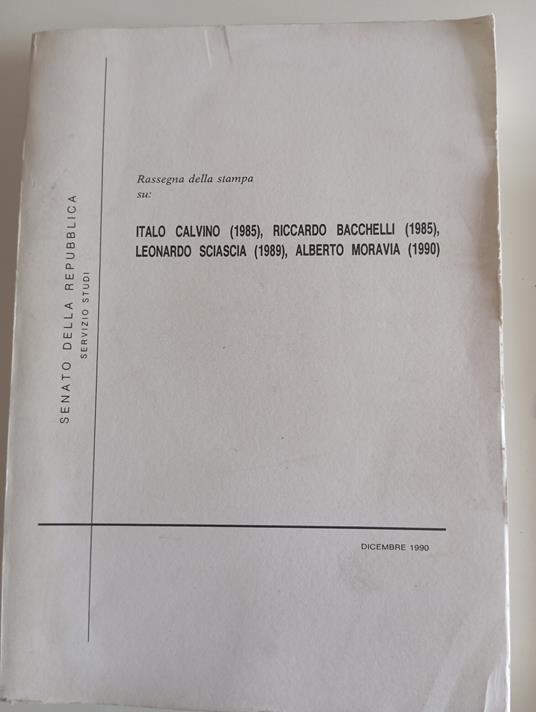 SENATO DELLA REPUBBLICA
SERVIZIO STUDI
Rassegna della stampa
su:
ITALO CALVINO (1985), RICCARDO BACCHELLI (1985),
LEONARDO SCIASCIA (1989), ALBERTO MORAVIA (1990)
DICEMBRE 1990